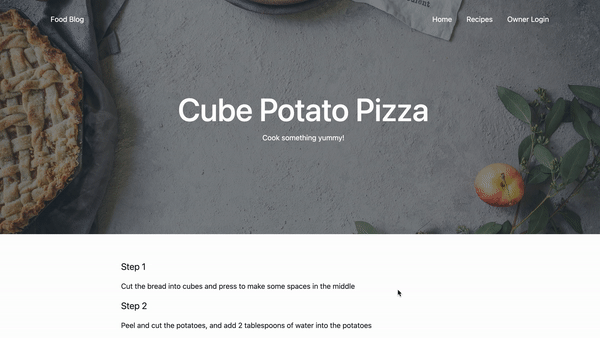 Food Blog
Home
Recipes
Owner Login
Cube Potato Pizza
Cook something yummy!
Step 1
Cut the bread into cubes and press to make some spaces in the middle
Step 2
Peel and cut the potatoes, and add 2 tablespoons of water into the potatoes